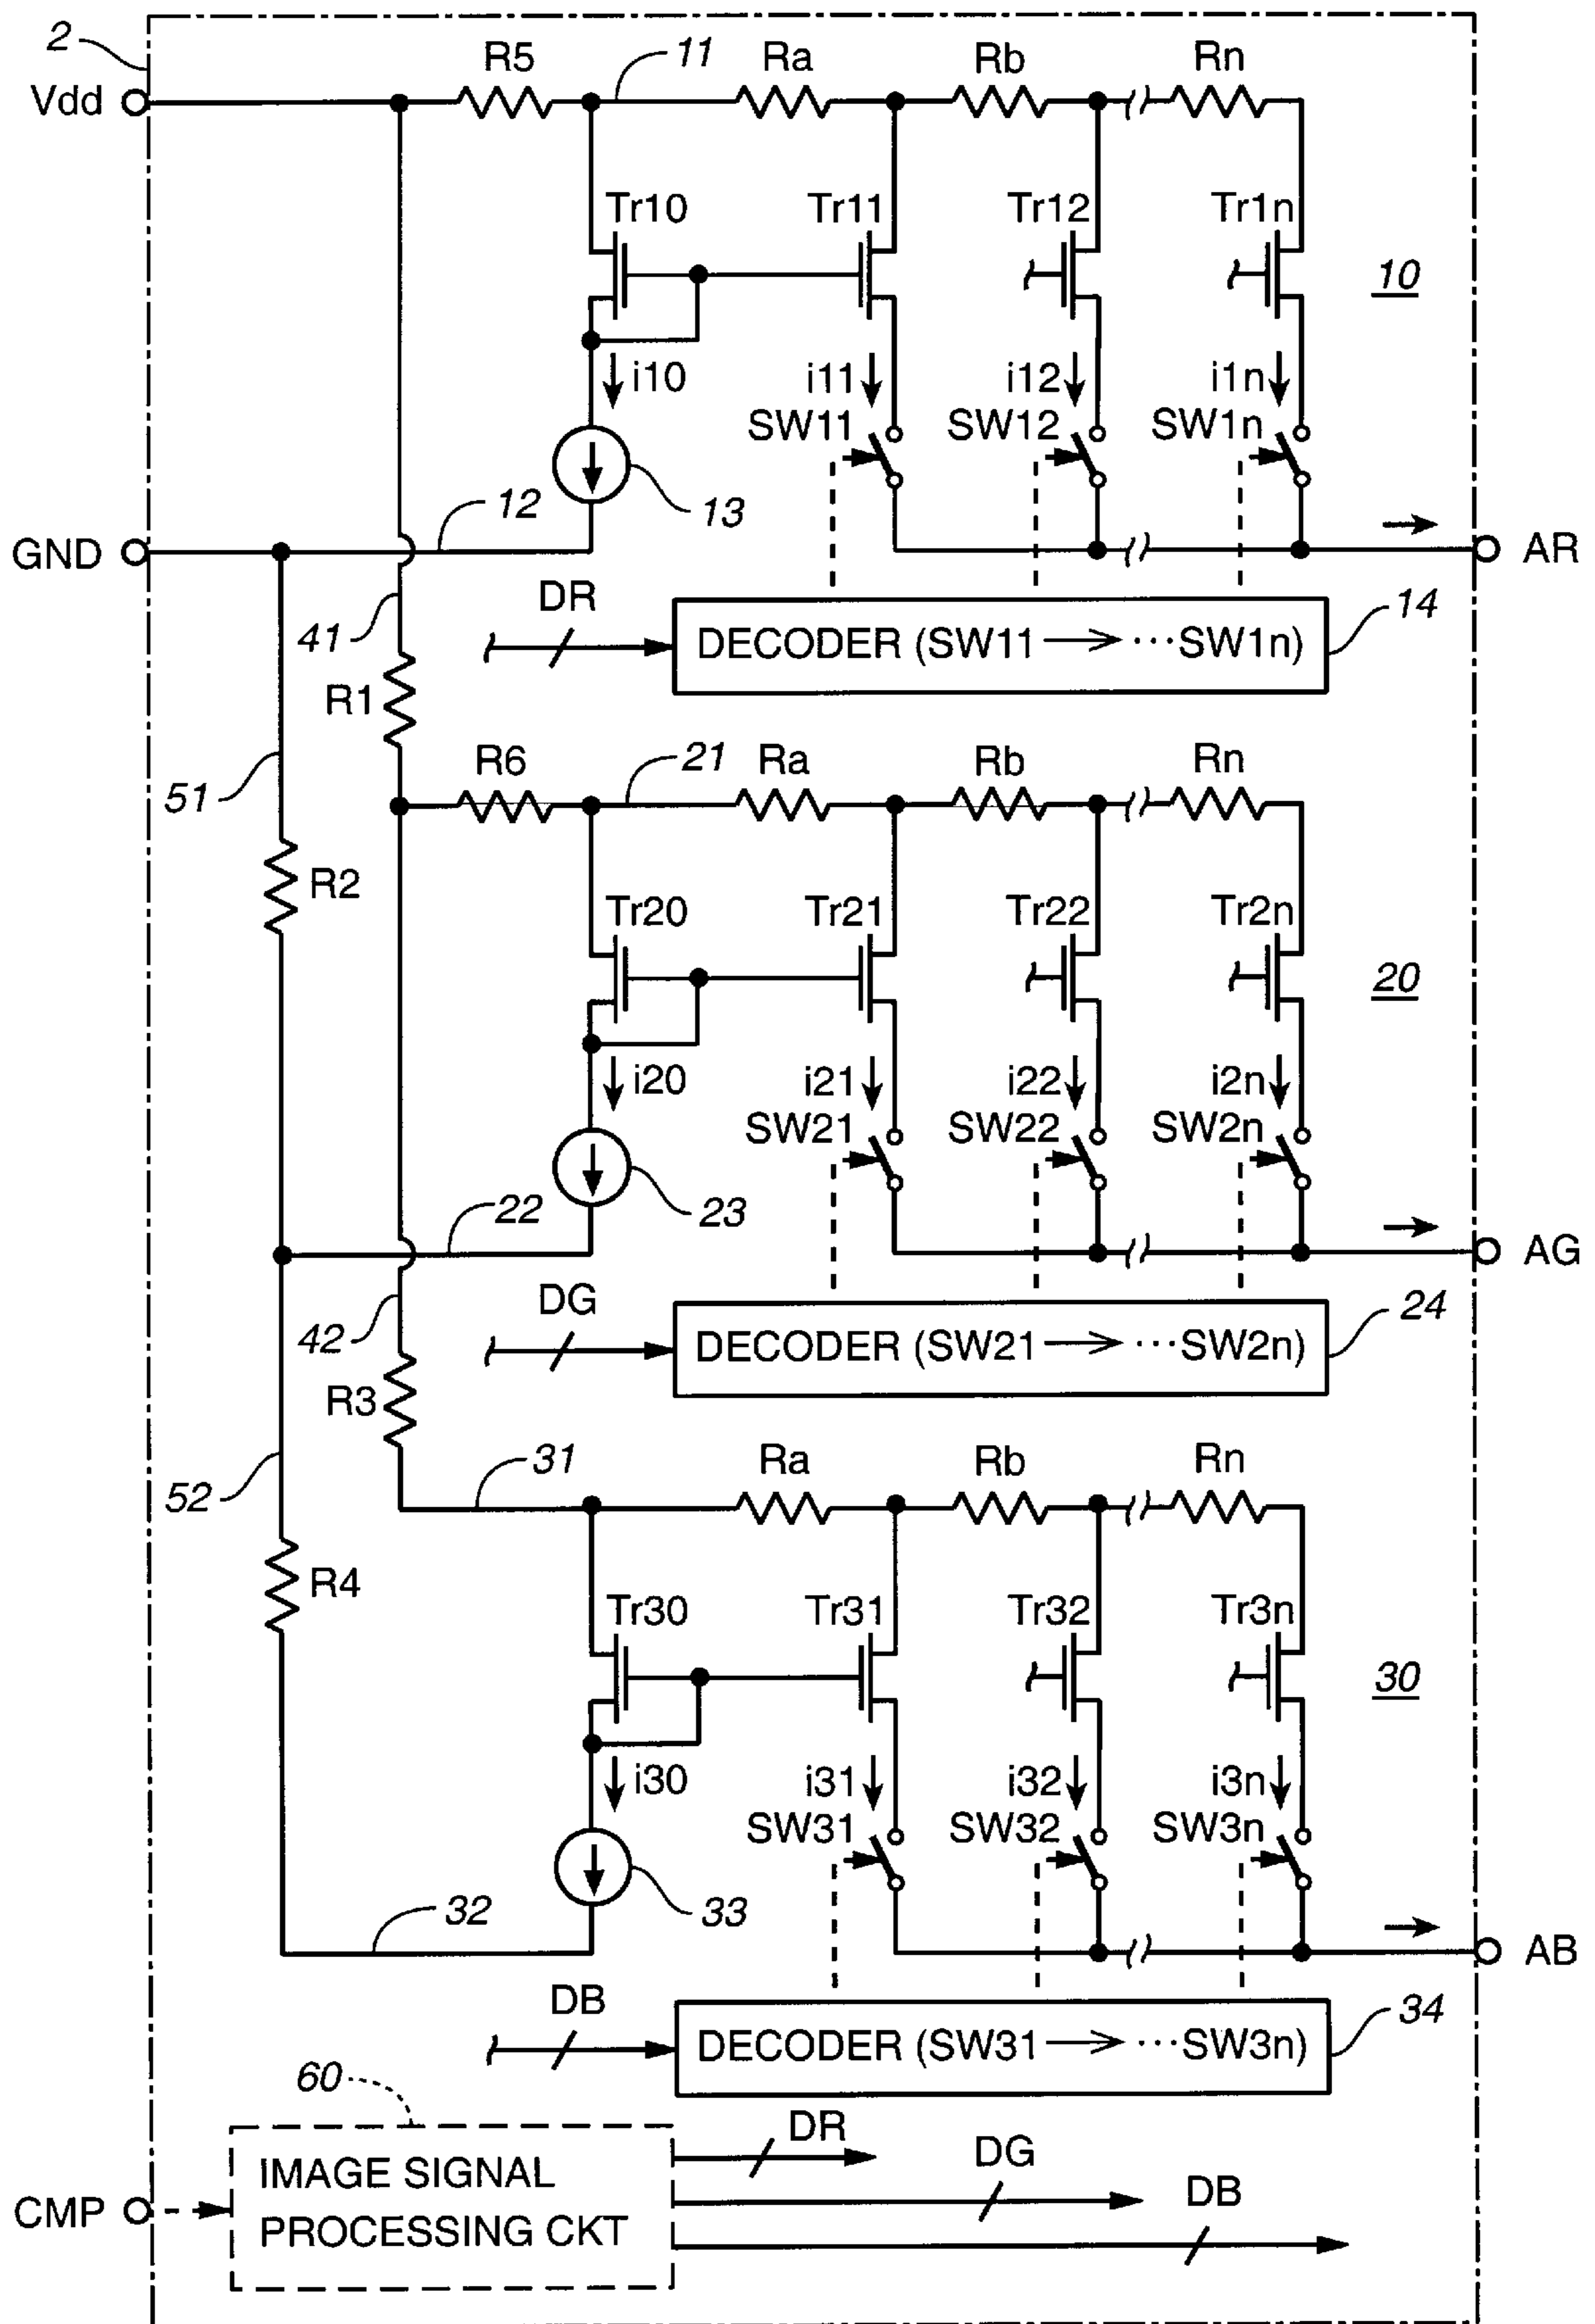 2
R5
11
Ra
Rb
Rn
Vdd
Tr10
Tr11
Tr12
Tr1n
10
i10
i11
i12
i1n
SW11
SW12
SW1n
12
13
GND
AR
DR
14
41
DECODER (SW11 → ···SW1n)
R1
51
R6
21
Ra
Rb
Rn
R2
Tr20
Tr21
Tr22
Tr2n
20
i20
i21
i22
i2n
SW21
SW22
SW2n
22
23
AG
DG
24
42
DECODER (SW21 → ···SW2n)
R3
52
31
Ra
Rb
Rn
R4
Tr30
Tr31
Tr32
Tr3n
30
i30
i31
i32
i3n
SW31
SW32
SW3n
32
33
AB
DB
34
DECODER (SW31 → ···SW3n)
60
DR
DG
DB
CMP
IMAGE SIGNAL
PROCESSING CKT